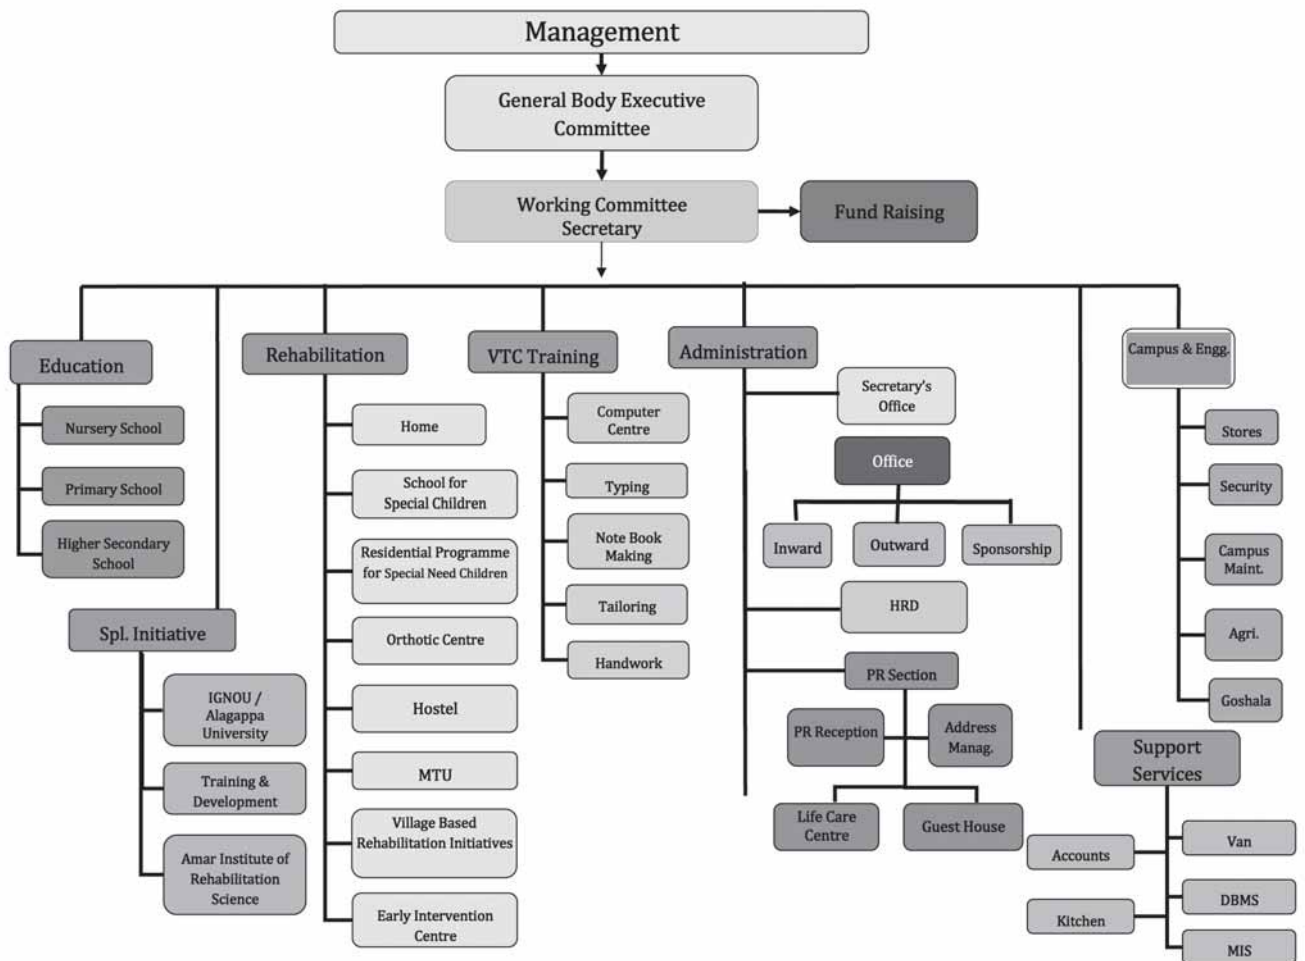 Management
General Body Executive
Committee
Working Committee
Secretary
Fund Raising
Education
Nursery School
Primary School
Higher Secondary
School
Spl. Initiative
IGNOU /
Alagappa
University
Training &
Development
Amar Institute of
Rehabilitation
Science
Rehabilitation
Home
School for
Special Children
Residential Programme
for Special Need Children
Orthotic Centre
Hostel
MTU
Village Based
Rehabilitation Initiatives
Early Intervention
Centre
VTC Training
Computer
Centre
Typing
Note Book
Making
Tailoring
Handwork
Administration
Secretary's
Office
Office
Inward
Outward
Sponsorship
HRD
PR Section
PR Reception
Address
Manag.
Life Care
Centre
Guest House
Campus & Engg.
Stores
Security
Campus
Maint.
Agri.
Goshala
Support
Services
Accounts
Van
Kitchen
DBMS
MIS